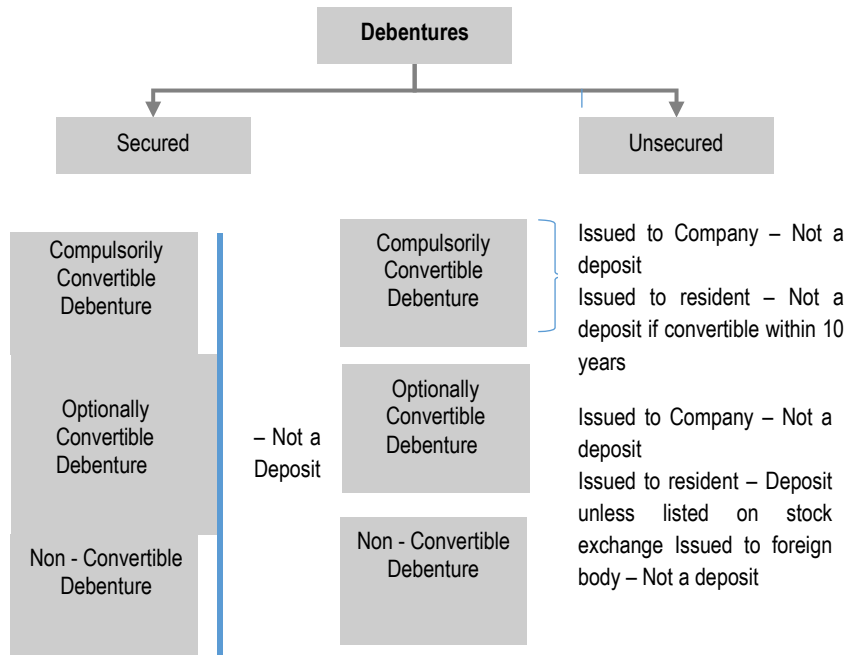 Debentures
Secured
Unsecured
Compulsorily
Convertible
Debenture
Optionally
Convertible
Debenture
Non - Convertible
Debenture
– Not a
Deposit
Compulsorily
Convertible
Debenture
Issued to Company – Not a
deposit
Issued to resident – Not a
deposit if convertible within 10
years
Optionally
Convertible
Debenture
Non - Convertible
Debenture
Issued to Company – Not a
deposit
Issued to resident – Deposit
unless listed on stock
exchange Issued to foreign
body – Not a deposit